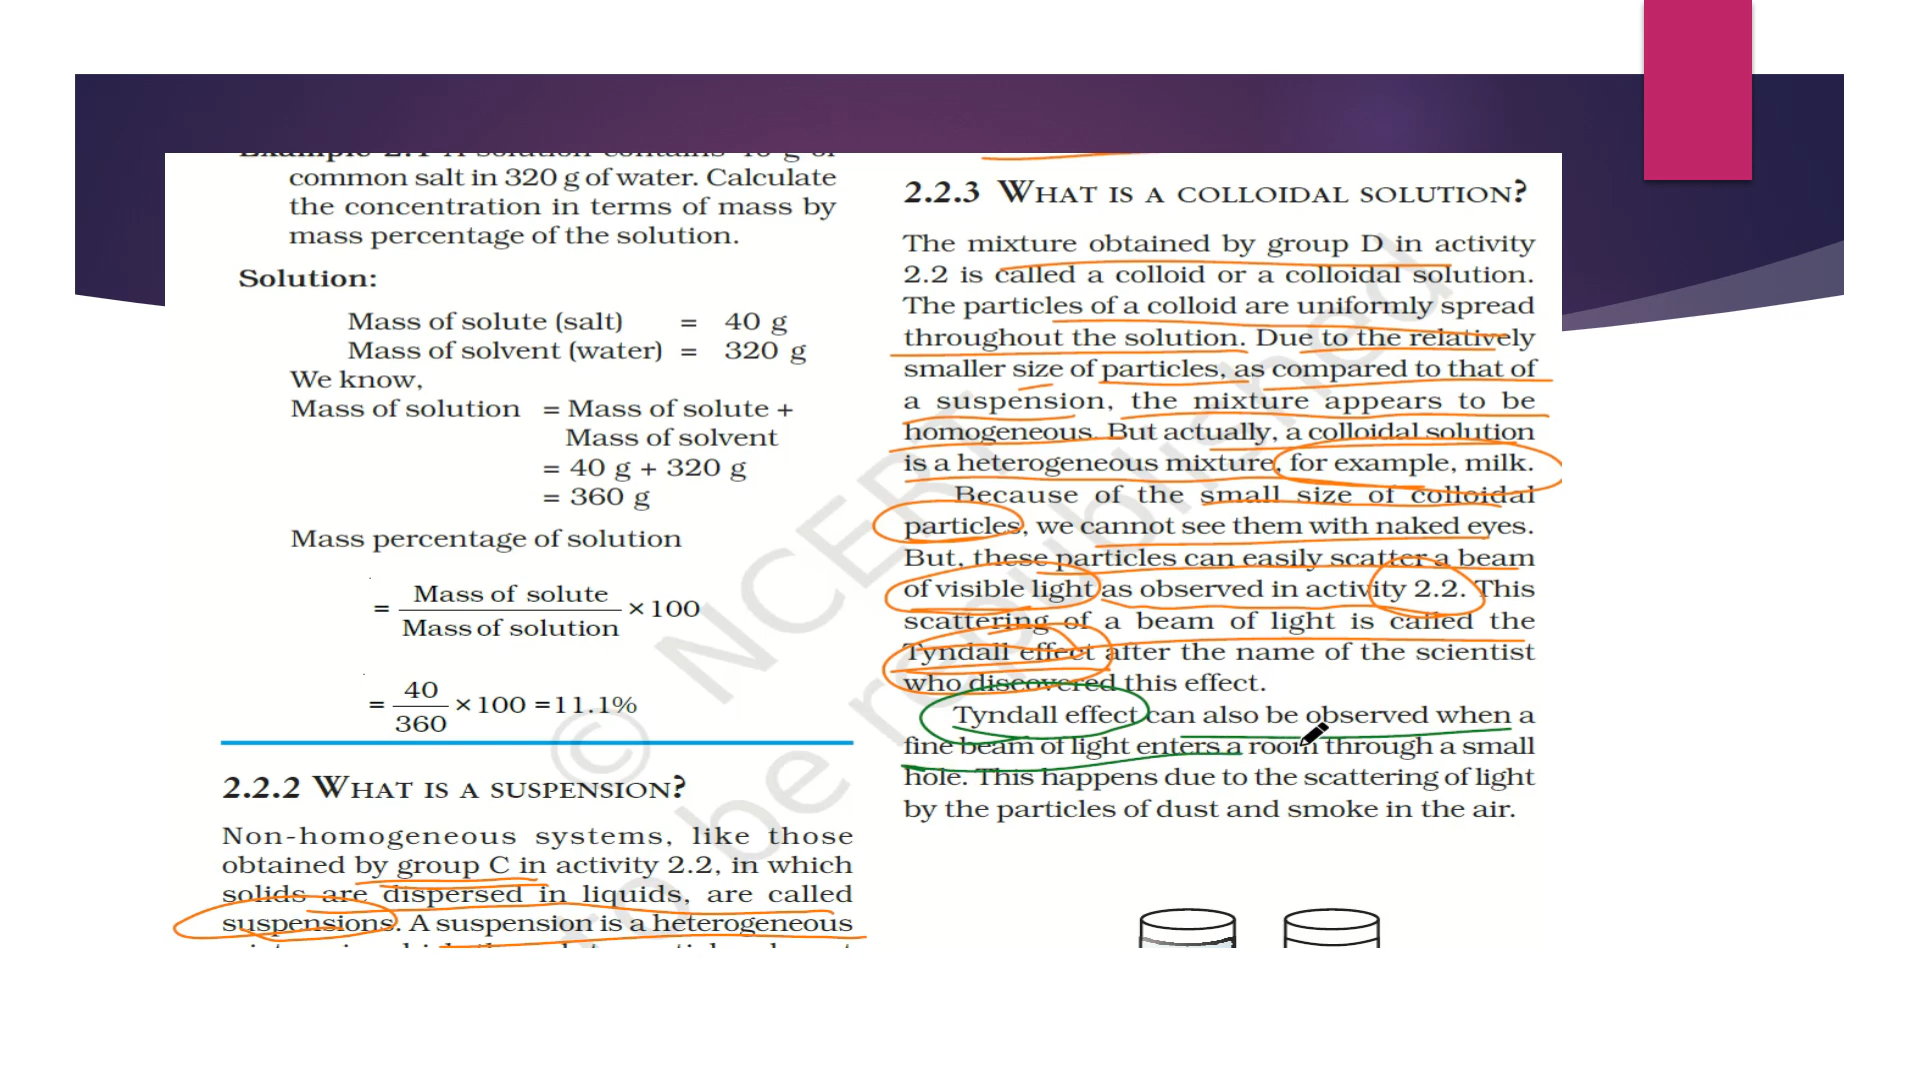 common salt in 320 g of water. Calculate
the concentration in terms of mass by
mass percentage of the solution.
Solution:
Mass of solute (salt) = 40 g
Mass of solvent (water) = 320 g
We know,
Mass of solution = Mass of solute +
Mass of solvent
= 40 g + 320 g
= 360 g
Mass percentage of solution
= Mass of solute / Mass of solution × 100
= 40 / 360 × 100 = 11.1%
2.2.2 WHAT IS A SUSPENSION?
Non-homogeneous systems, like those
obtained by group C in activity 2.2, in which
solids are dispersed in liquids, are called
suspensions. A suspension is a heterogeneous
2.2.3 WHAT IS A COLLOIDAL SOLUTION?
The mixture obtained by group D in activity
2.2 is called a colloid or a colloidal solution.
The particles of a colloid are uniformly spread
throughout the solution. Due to the relatively
smaller size of particles, as compared to that of
a suspension, the mixture appears to be
homogeneous. But actually, a colloidal solution
is a heterogeneous mixture, for example, milk.
Because of the small size of colloidal
particles, we cannot see them with naked eyes.
But, these particles can easily scatter a beam
of visible light as observed in activity 2.2. This
scattering of a beam of light is called the
Tyndall effect after the name of the scientist
who discovered this effect.
Tyndall effect can also be observed when a
fine beam of light enters a room through a small
hole. This happens due to the scattering of light
by the particles of dust and smoke in the air.
© NCERT
to be republished